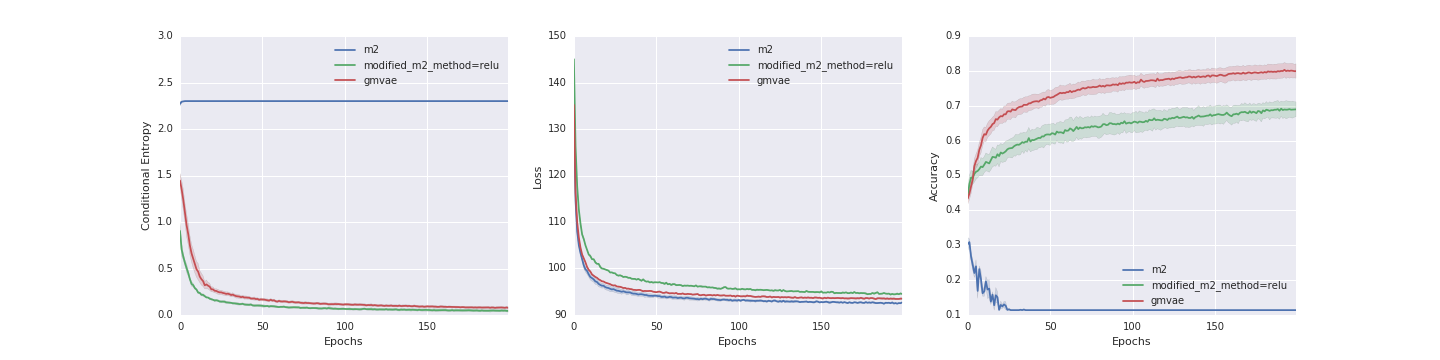 3.0
2.5
2.0
1.5
1.0
0.5
0.0
Conditional Entropy
0
50
100
150
Epochs
m2
modified_m2_method=relu
gmvae
150
140
130
120
110
100
90
Loss
0
50
100
150
Epochs
m2
modified_m2_method=relu
gmvae
0.9
0.8
0.7
0.6
0.5
0.4
0.3
0.2
0.1
Accuracy
0
50
100
150
Epochs
m2
modified_m2_method=relu
gmvae